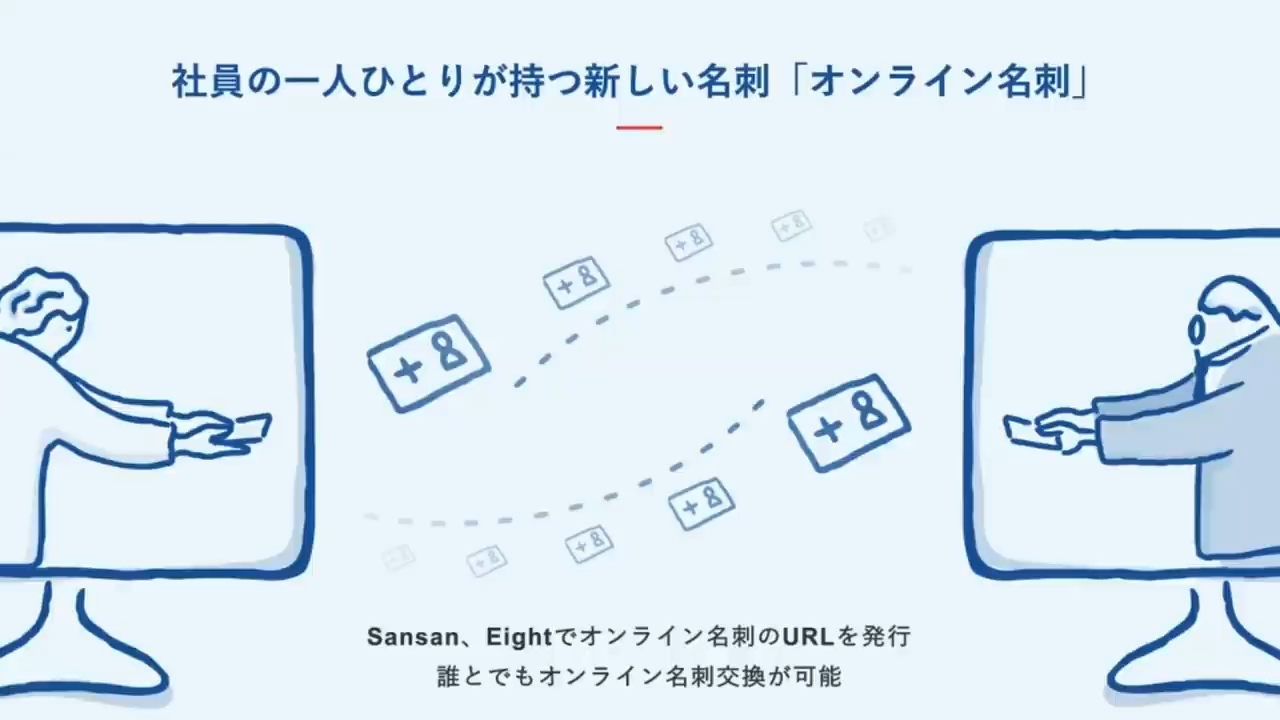 社員の一人ひとりが持つ新しい名刺「オンライン名刺」
Sansan、EightでオンラインのURLを発行
誰とでもオンライン名刺交換が可能